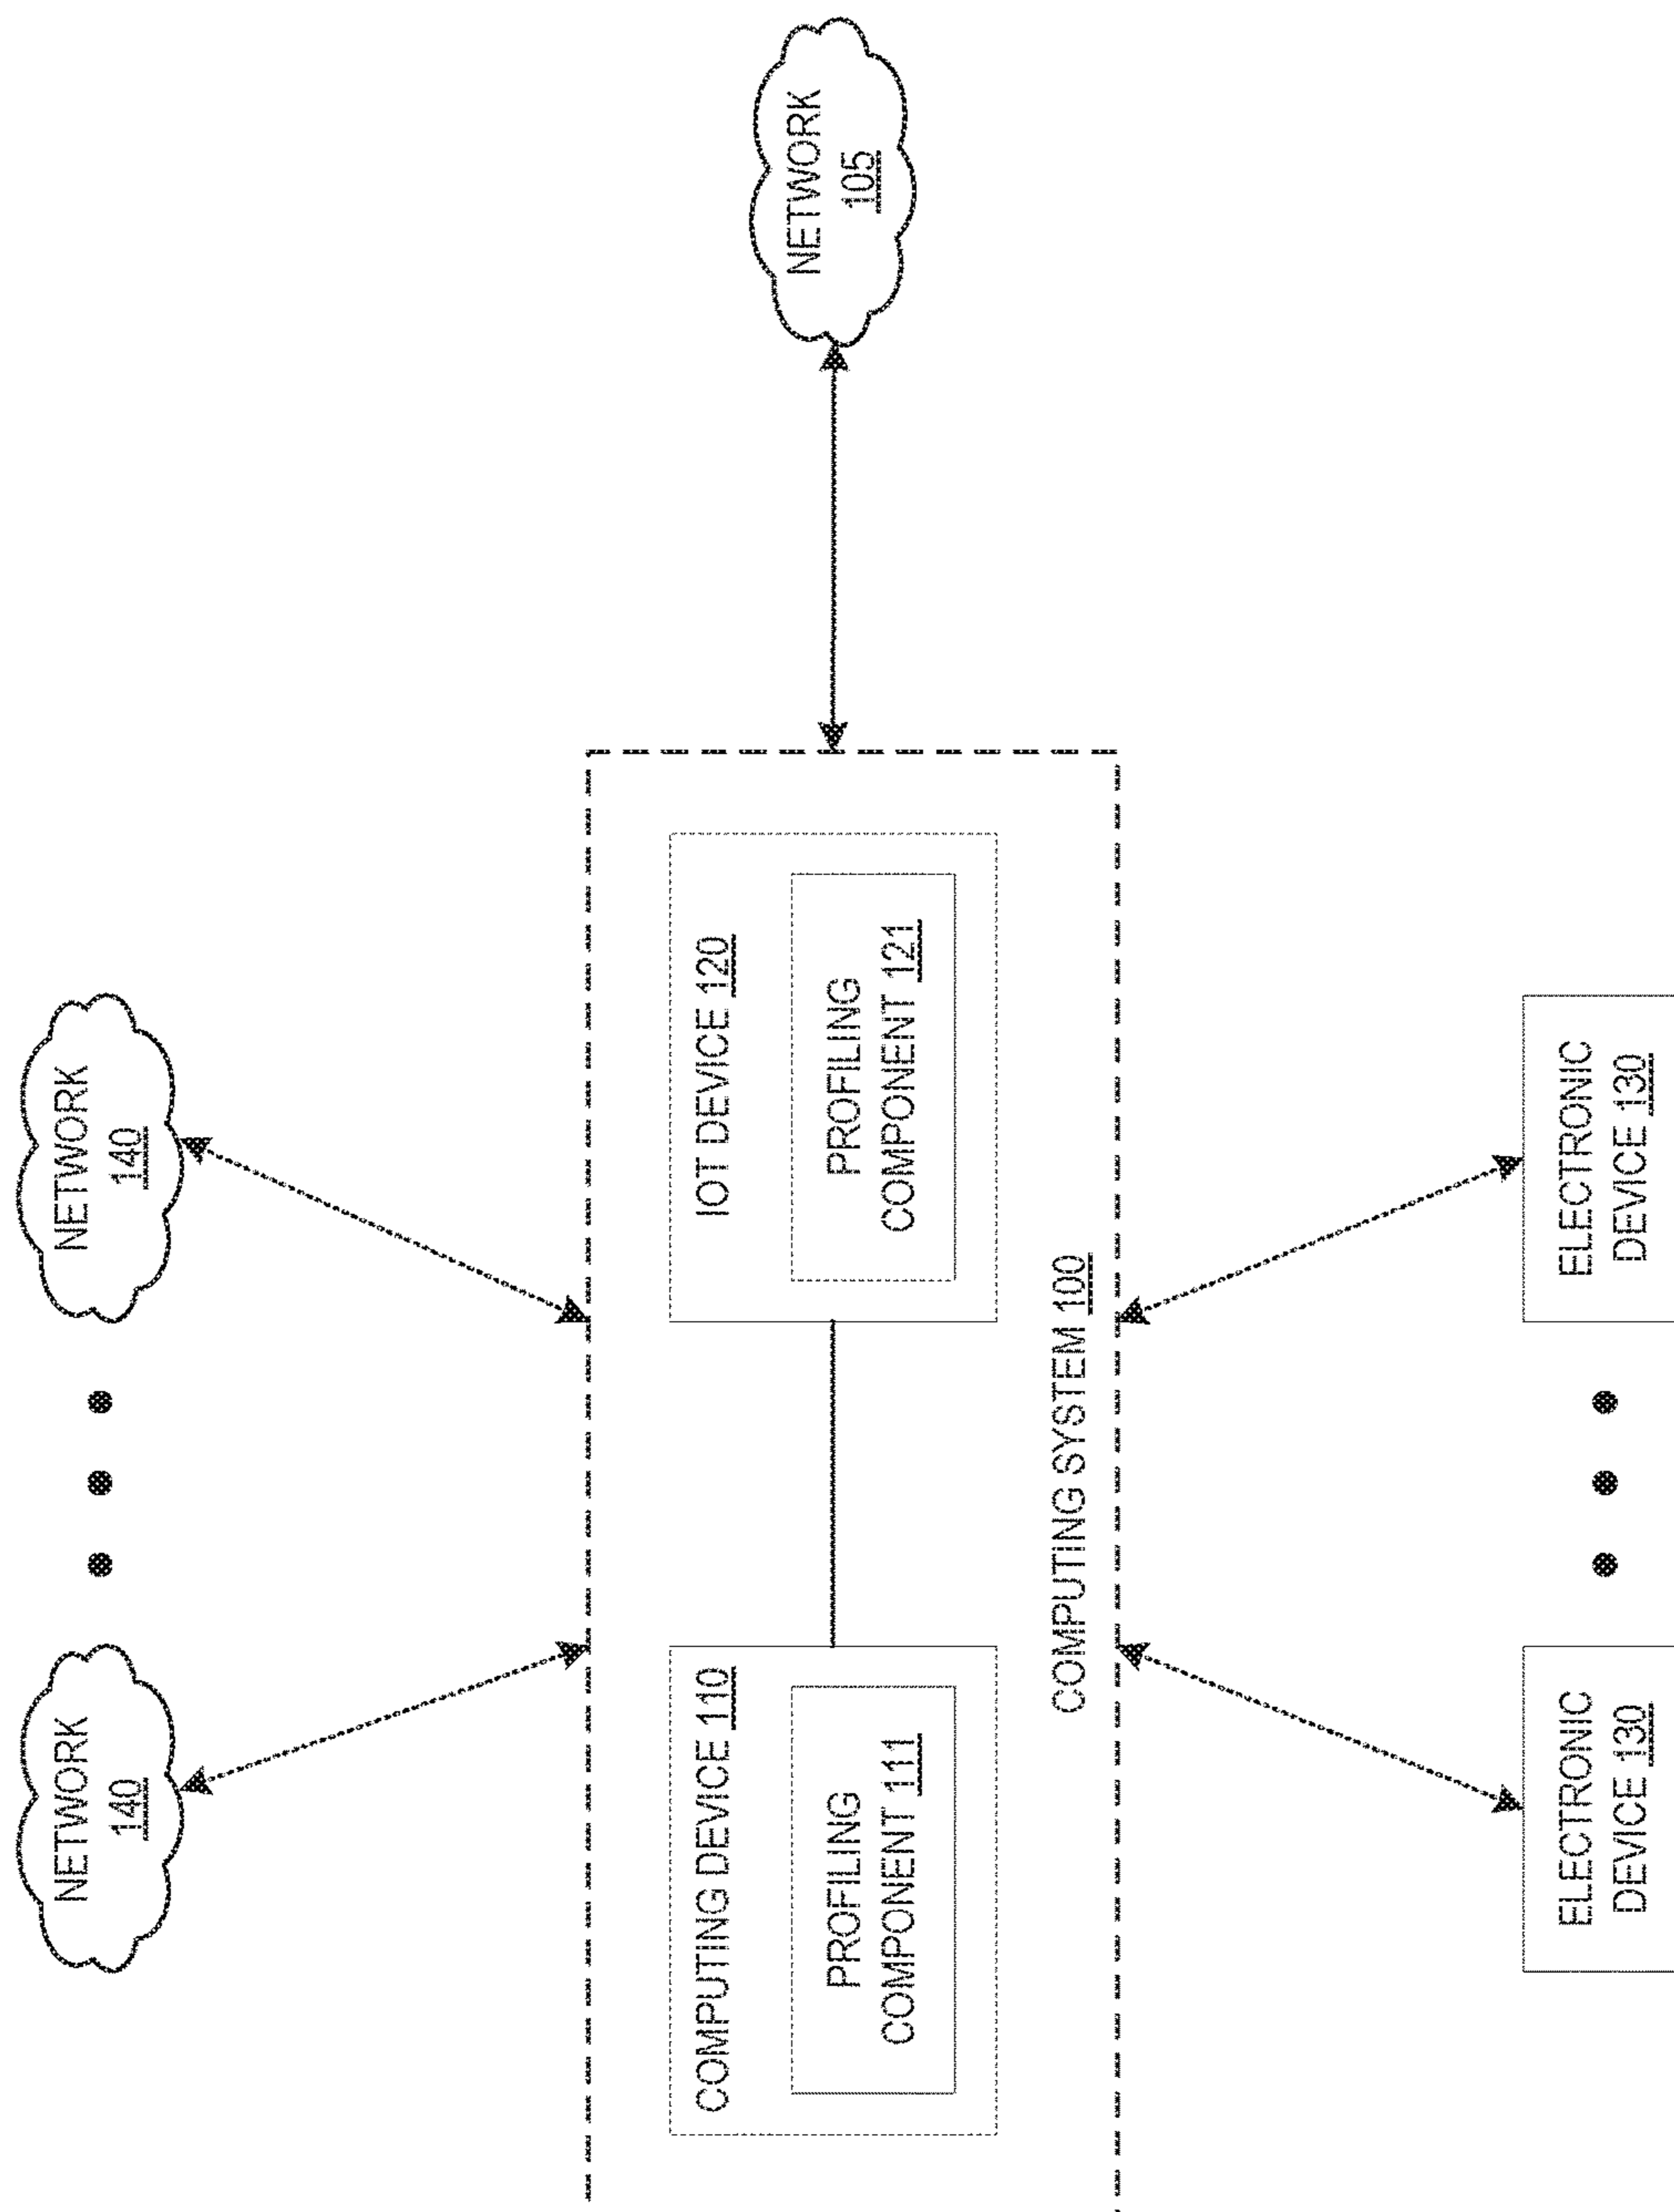 NETWORK
140
NETWORK
140
COMPUTING DEVICE 110
PROFILING
COMPONENT 111
IOT DEVICE 120
PROFILING
COMPONENT 121
NETWORK
105
COMPUTING SYSTEM 100
ELECTRONIC
DEVICE 130
ELECTRONIC
DEVICE 130